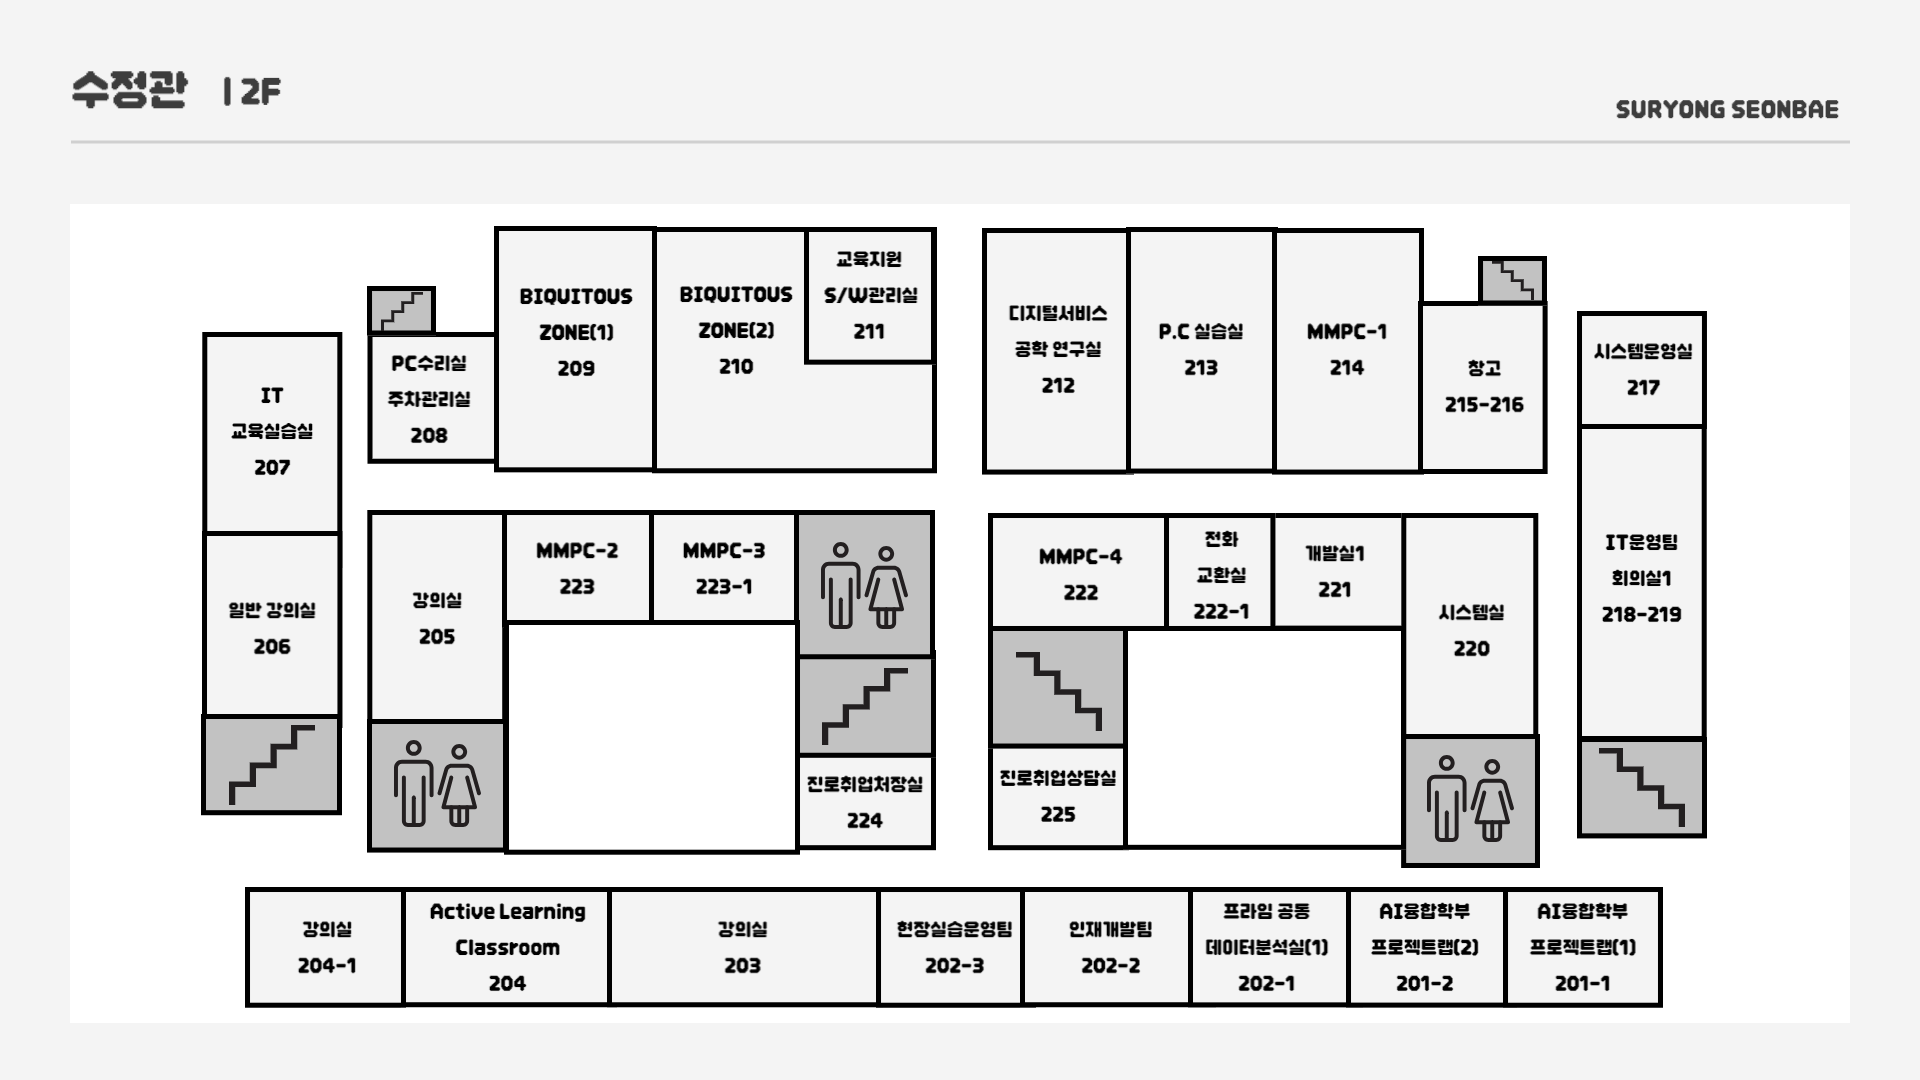 수정관 | 2F
SURYONG SEONBAE
IT
교육실습실
207
일반 강의실
206
PC수리실
주차관리실
208
BIQUITOUS
ZONE(1)
209
BIQUITOUS
ZONE(2)
210
교육지원
S/W관리실
211
디지털서비스
공학 연구실
212
P.C 실습실
213
MMPC-1
214
창고
215-216
시스템운영실
217
IT운영팀
회의실1
218-219
강의실
205
MMPC-2
223
MMPC-3
223-1
진로취업처장실
224
MMPC-4
222
전화
교환실
222-1
개발실1
221
시스템실
220
진로취업상담실
225
강의실
204-1
Active Learning
Classroom
204
강의실
203
현장실습운영팀
202-3
인재개발팀
202-2
프라임 공동
데이터분석실(1)
202-1
AI융합학부
프로젝트랩(2)
201-2
AI융합학부
프로젝트랩(1)
201-1